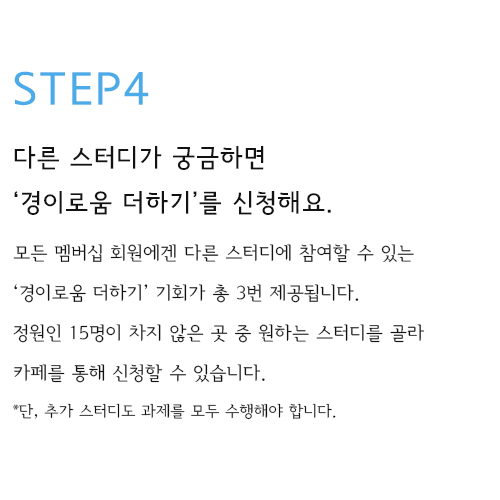 STEP4
다른 스터디가 궁금하면
‘경이로움 더하기’를 신청해요.
모든 멤버십 회원에겐 다른 스터디에 참여할 수 있는
‘경이로움 더하기’ 기회가 총 3번 제공됩니다.
정원인 15명이 차지 않은 곳 중 원하는 스터디를 골라
카페를 통해 신청할 수 있습니다.
*단, 추가 스터디도 과제를 모두 수행해야 합니다.